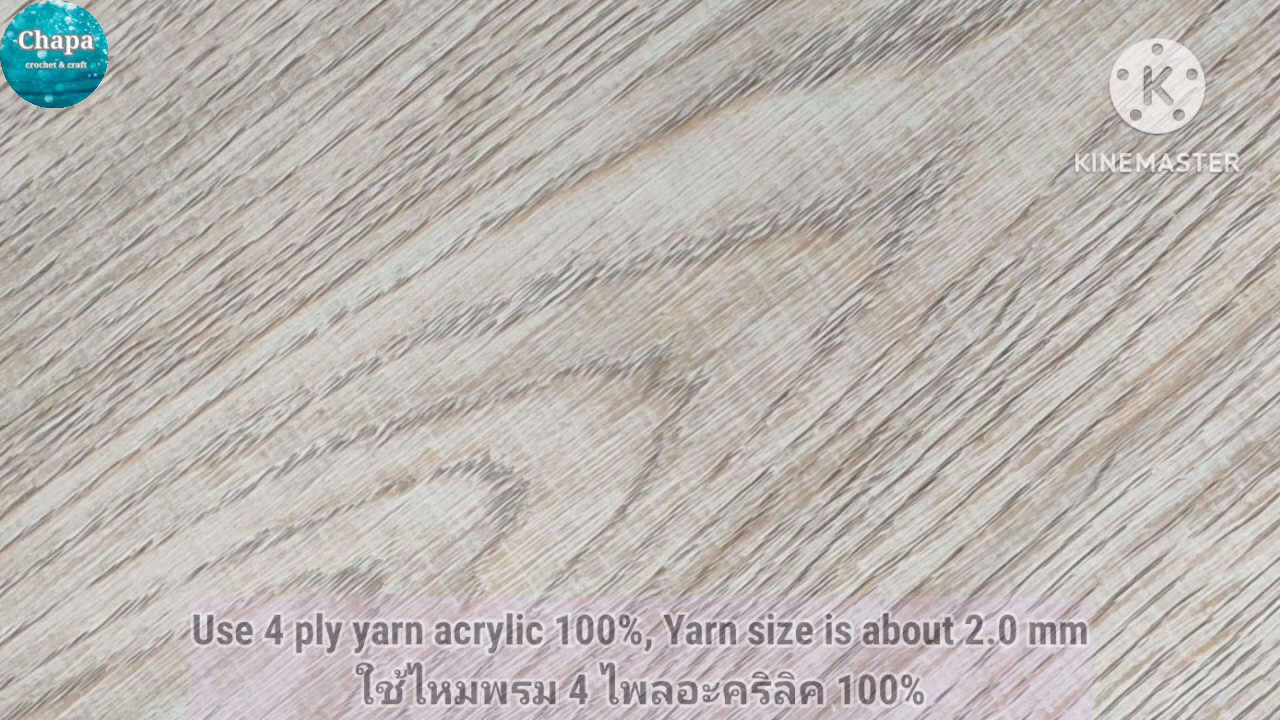 Chapa
crochet & craft
K
KINEMASTER
Use 4 ply yarn acrylic 100%, Yarn size is about 2.0 mm
ใช้ไหมพรม 4 ไพลอะคริลิค 100%